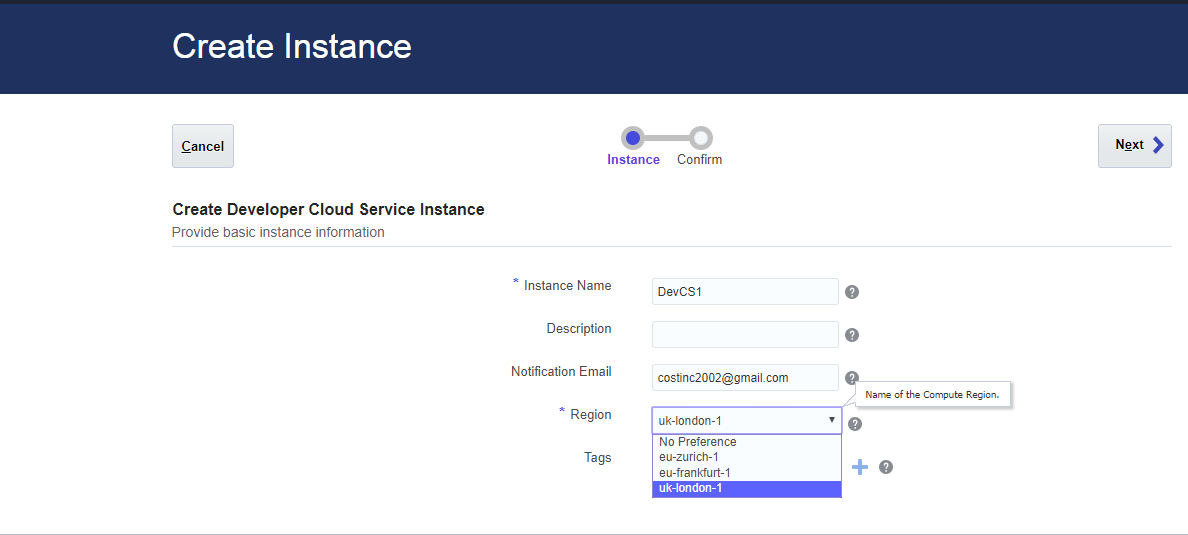 Create Instance
Cancel
Instance
Confirm
Next
Create Developer Cloud Service Instance
Provide basic instance information
* Instance Name
DevCS1
?
Description
?
Notification Email
costinc2002@gmail.com
?
Name of the Compute Region.
* Region
uk-london-1
?
No Preference
eu-zurich-1
eu-frankfurt-1
uk-london-1
Tags
?